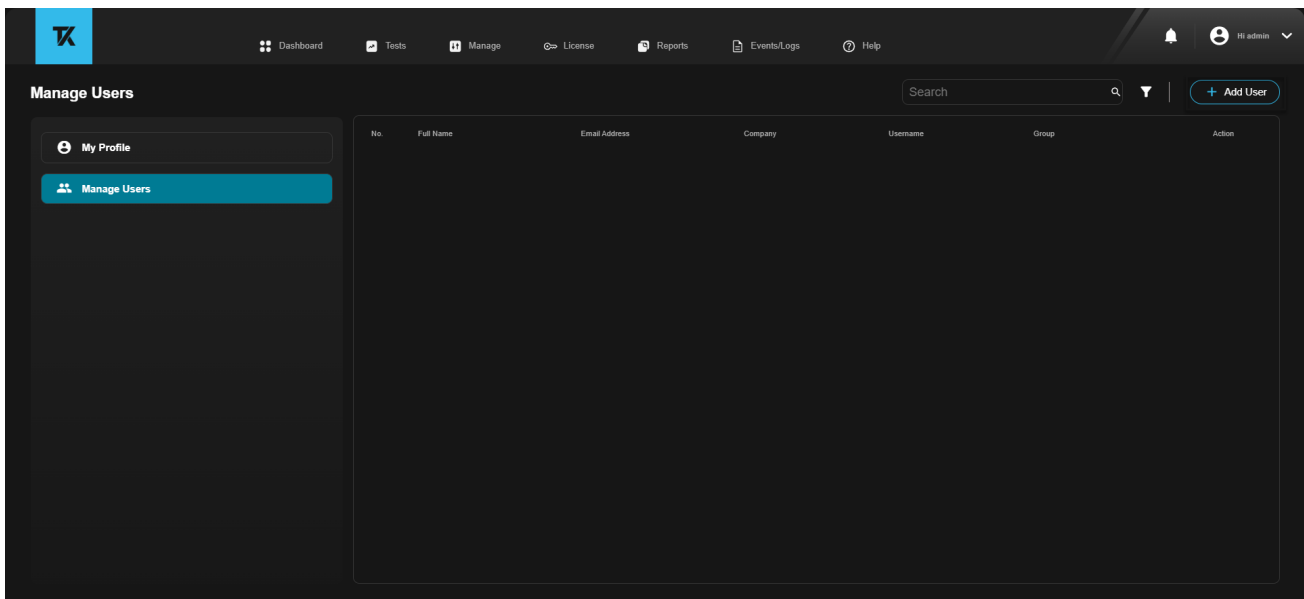 TK
Dashboard Tests Manage License Reports Events/Logs Help Hi admin
Manage Users Search Add User
My Profile
Manage Users
No. Full Name Email Address Company Username Group Action